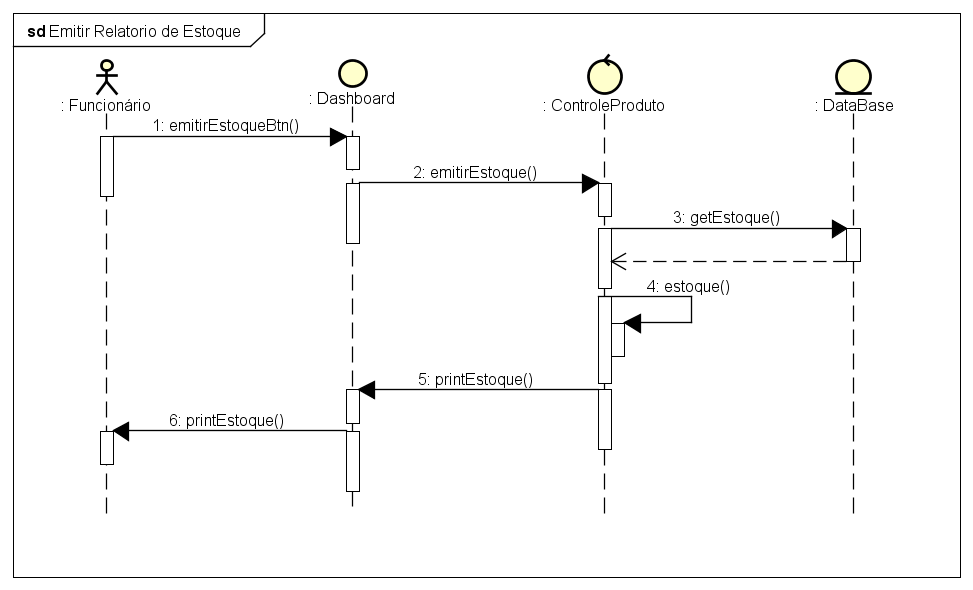 sd Emitir Relatorio de Estoque
: Funcionário
: Dashboard
: ControleProduto
: DataBase
1: emitirEstoqueBtn()
2: emitirEstoque()
3: getEstoque()
4: estoque()
5: printEstoque()
6: printEstoque()